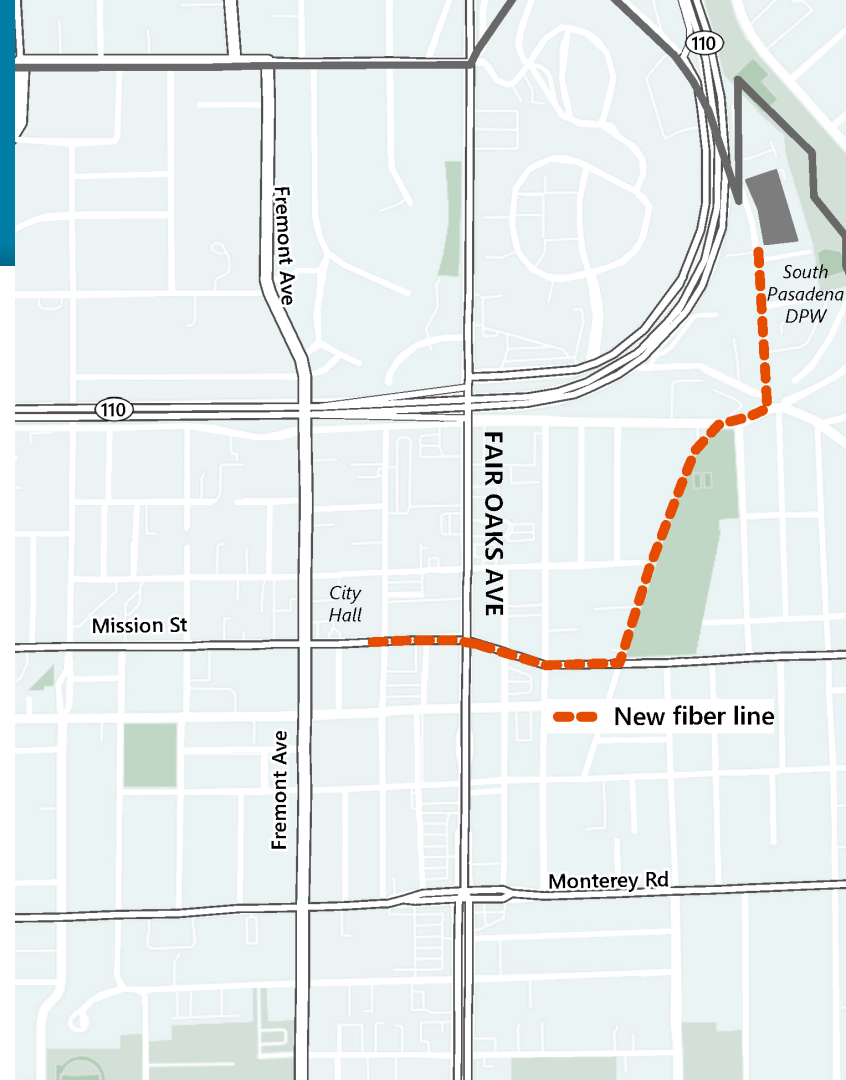 110
Fremont Ave
South
Pasadena
DPW
110
FAIR OAKS AVE
City
Hall
Mission St
New fiber line
Fremont Ave
Monterey Rd